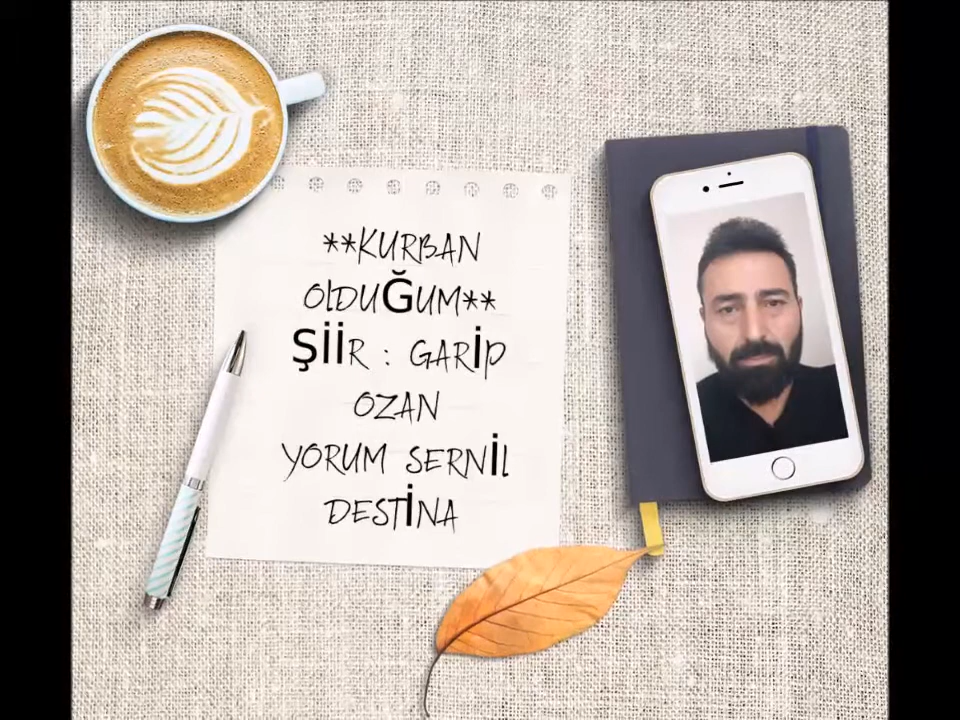 **KURBAN
OLDUĞUM**
ŞİİR : GARİP
OZAN
YORUM SERNİL
DESTİNA